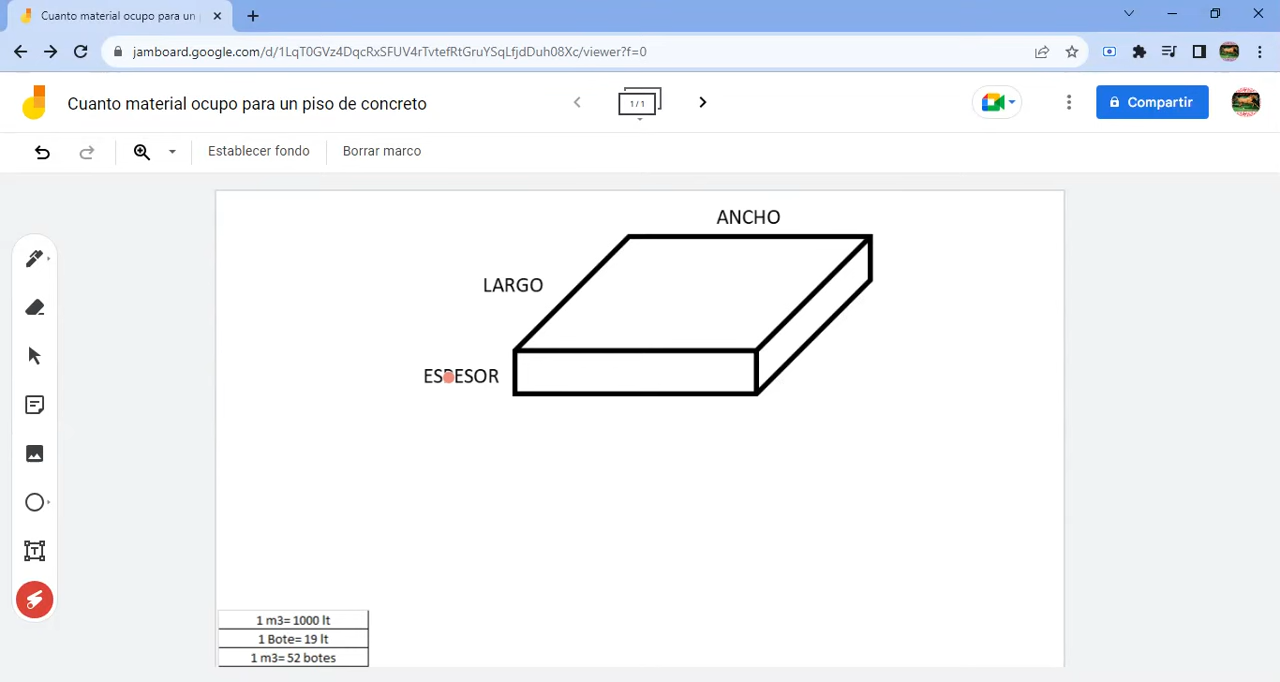 Cuanto material ocupo para un
jamboard.google.com/d/1LqT0GVz4DqcRxSFUV4rTvtefRtGruYSqLfjdDuh08Xc/viewer?f=0
Cuanto material ocupo para un piso de concreto
1 / 1
Compartir
Establecer fondo
Borrar marco
ANCHO
LARGO
ESPESOR
1 m3= 1000 lt
1 Bote= 19 lt
1 m3= 52 botes